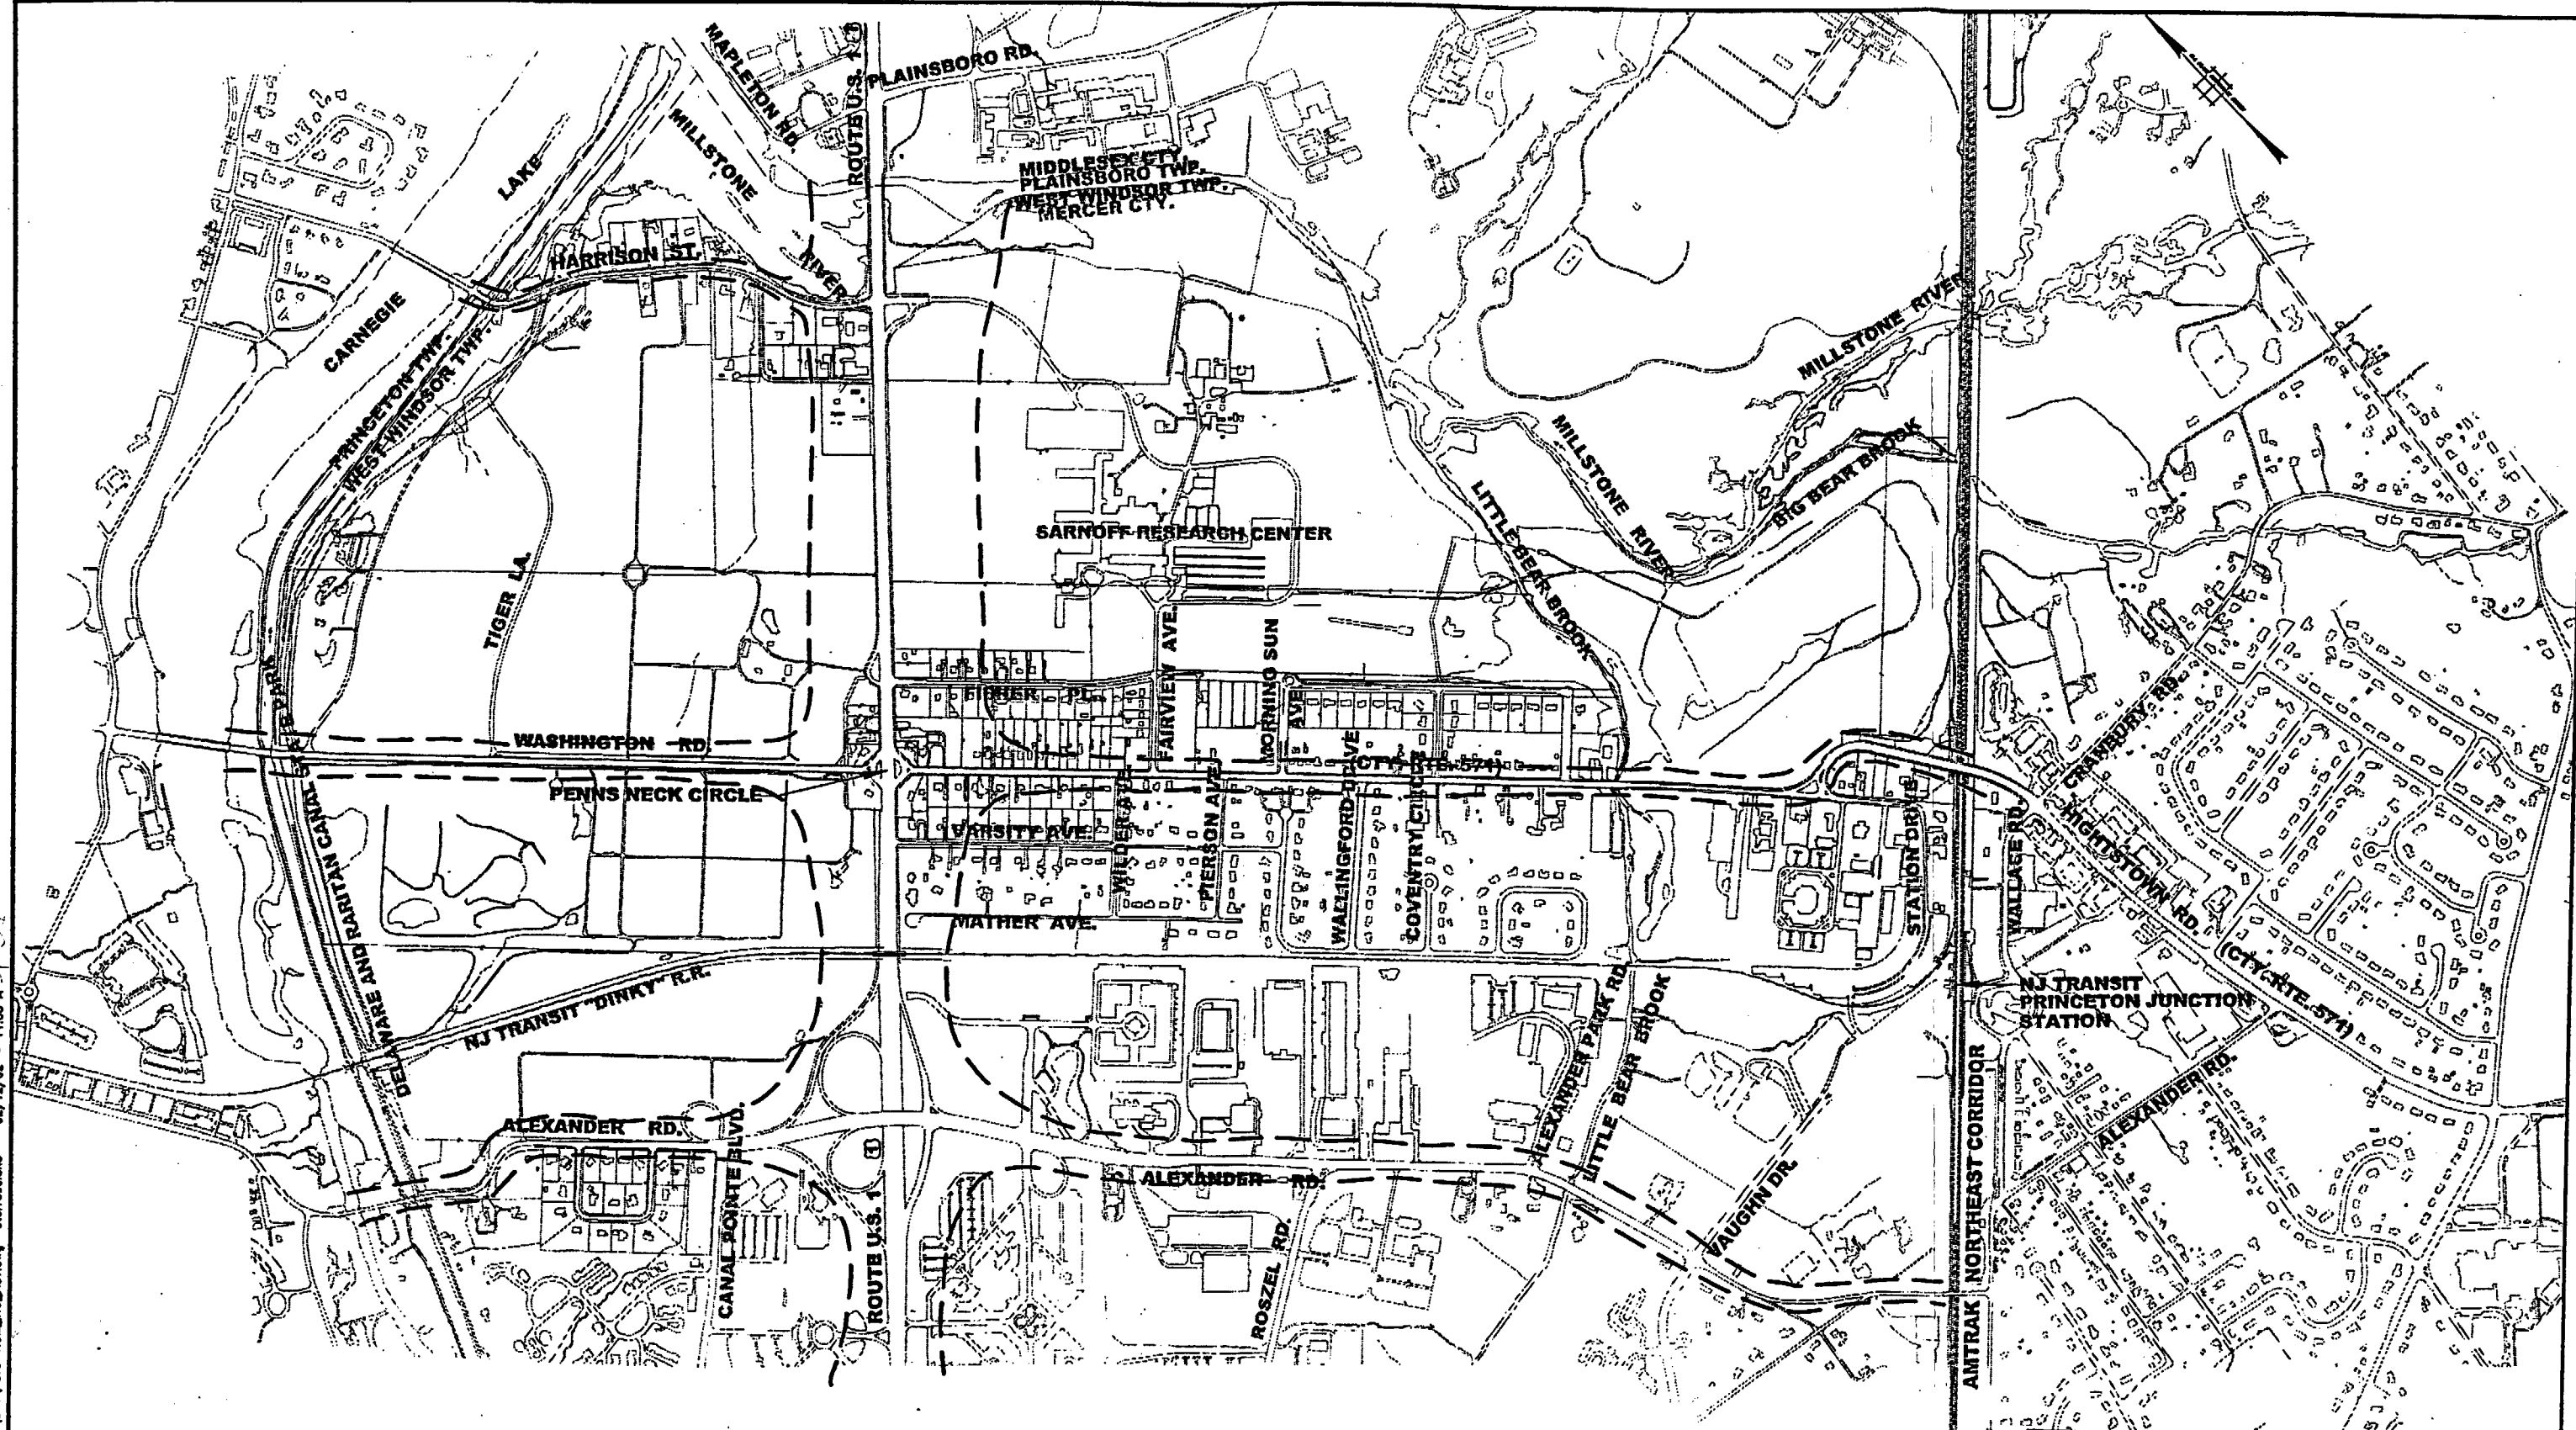 MAPLETON RD.
ROUTE U.S. 1
PLAINSBORO RD.
LAKE
MILLSTONE
RIVER
MIDDLESEX CTY.
PLAINSBORO TWP.
WEST WINDSOR TWP.
MERCER CTY.
HARRISON ST.
CARNEGIE
PRINCETON TWP.
WEST WINDSOR TWP.
MILLSTONE RIVER
MILLSTONE RIVER
BIG BEAR BROOK
LITTLE BEAR BROOK
SARNOFF RESEARCH CENTER
TIGER LA.
FAIRVIEW AVE.
MORNING SUN
AVE
FISHER PL.
WASHINGTON RD.
(CTY. RTE. 571)
PENNS NECK CIRCLE
CRANBURY RD.
HIGHTSTOWN RD.
(CTY. RTE. 571)
VARSITY AVE.
WILDER AVE.
PIERSON AVE.
WALLINGFORD DRIVE
COVENTRY CIRCLE
STATION DRIVE
WALLACE RD.
MATHER AVE.
DELAWARE AND RARITAN CANAL STATE PARK
NJ TRANSIT "DINKY" R.R.
NJ TRANSIT
PRINCETON JUNCTION
STATION
ALEXANDER PARK RD.
LITTLE BEAR BROOK
ALEXANDER RD.
ALEXANDER RD.
ALEXANDER RD.
CANAL POINTE BLVD.
ROUTE U.S. 1
ROSZEL RD.
VAUGHN DR.
AMTRAK NORTHEAST CORRIDOR